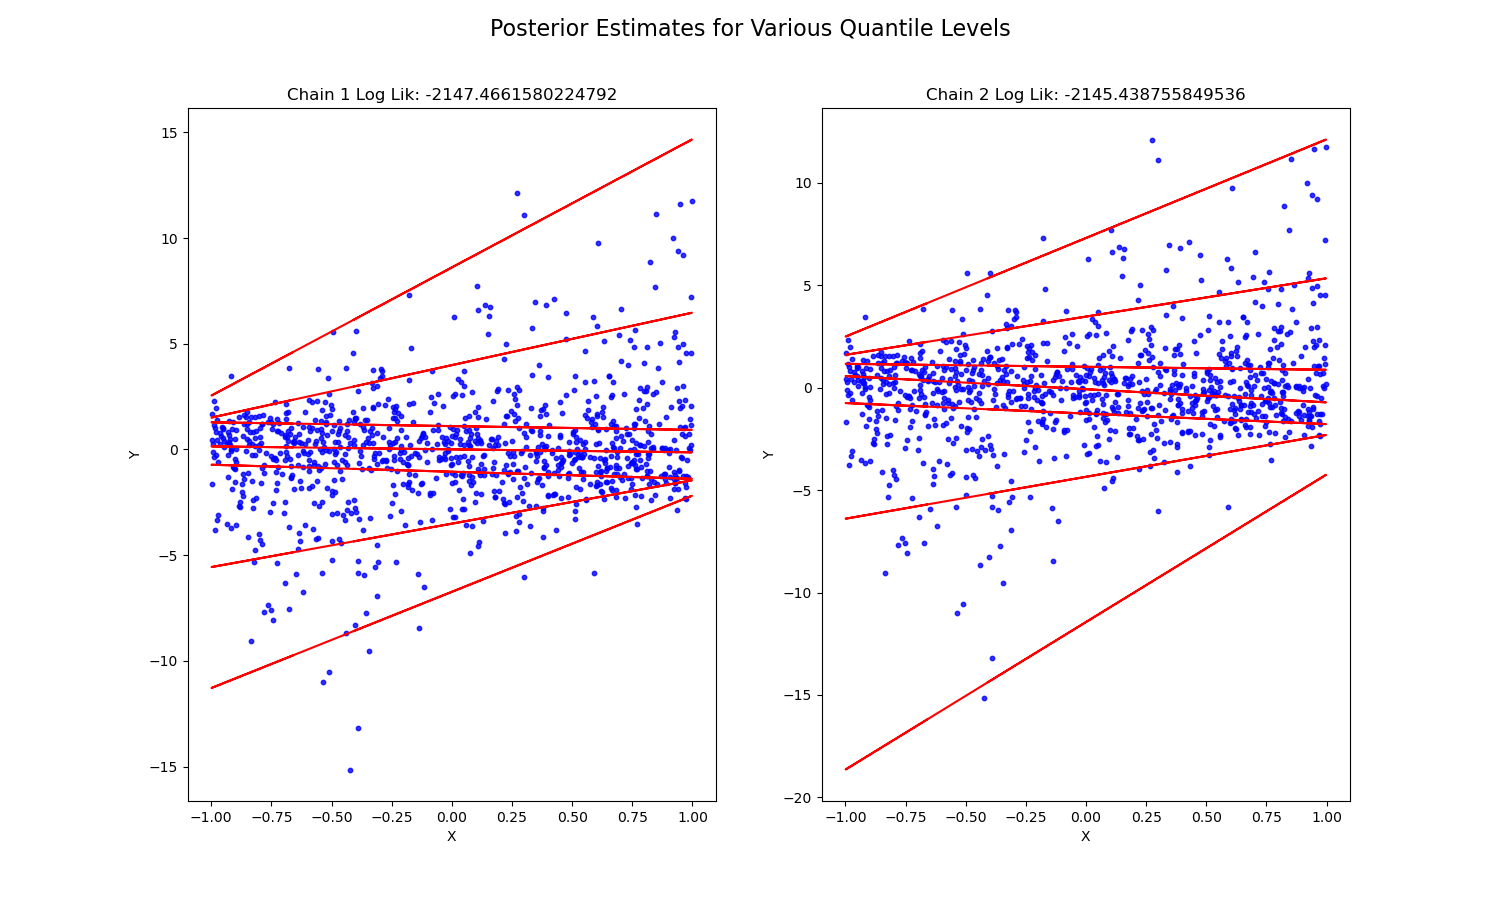 Posterior Estimates for Various Quantile Levels
Chain 1 Log Lik: -2147.4661580224792
15
10
5
0
−5
−10
−15
Y
−1.00 −0.75 −0.50 −0.25 0.00 0.25 0.50 0.75 1.00
X
Chain 2 Log Lik: -2145.438755849536
10
5
0
−5
−10
−15
−20
Y
−1.00 −0.75 −0.50 −0.25 0.00 0.25 0.50 0.75 1.00
X